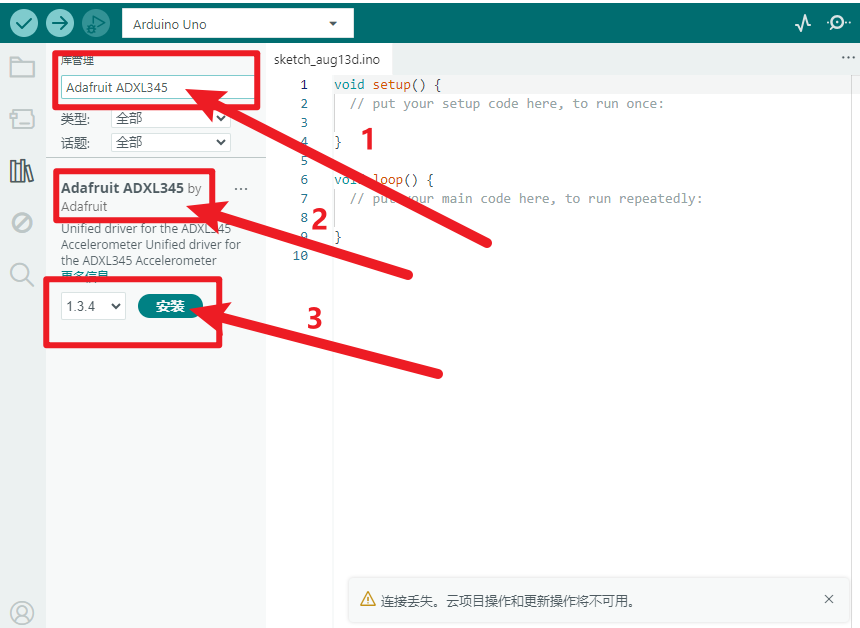 Arduino Uno
库管理
sketch_aug13d.ino
Adafruit ADXL345
类型: 全部
话题: 全部
Adafruit ADXL345 by
Adafruit
Unified driver for the ADXL345
Accelerometer Unified driver for
the ADXL345 Accelerometer
更多信息
1.3.4 安装
1 void setup() {
2 // put your setup code here, to run once:
3
4 }
5
6 void loop() {
7 // put your main code here, to run repeatedly:
8
9 }
10
1
2
3
连接丢失。云项目操作和更新操作将不可用。